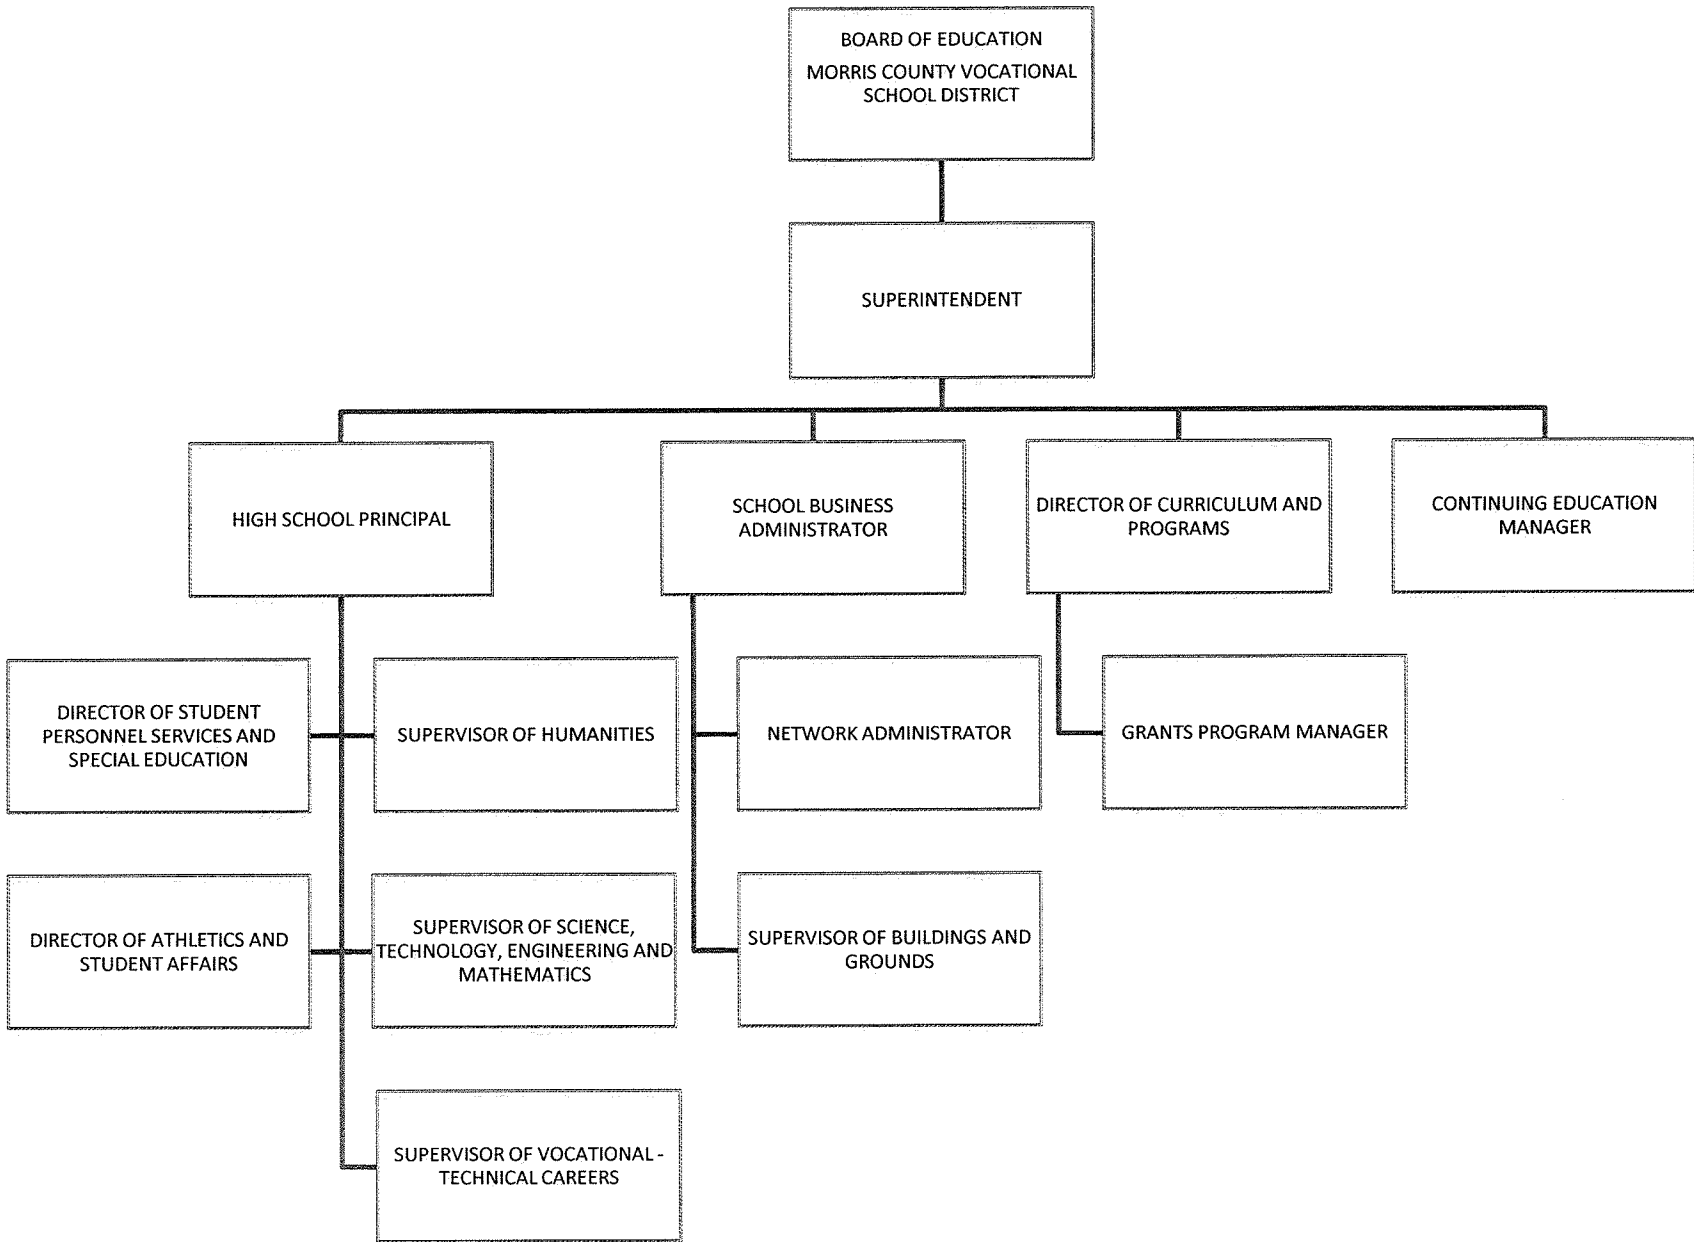 BOARD OF EDUCATION
MORRIS COUNTY VOCATIONAL
SCHOOL DISTRICT
SUPERINTENDENT
HIGH SCHOOL PRINCIPAL
SCHOOL BUSINESS
ADMINISTRATOR
DIRECTOR OF CURRICULUM AND
PROGRAMS
CONTINUING EDUCATION
MANAGER
DIRECTOR OF STUDENT
PERSONNEL SERVICES AND
SPECIAL EDUCATION
SUPERVISOR OF HUMANITIES
NETWORK ADMINISTRATOR
GRANTS PROGRAM MANAGER
DIRECTOR OF ATHLETICS AND
STUDENT AFFAIRS
SUPERVISOR OF SCIENCE,
TECHNOLOGY, ENGINEERING AND
MATHEMATICS
SUPERVISOR OF BUILDINGS AND
GROUNDS
SUPERVISOR OF VOCATIONAL -
TECHNICAL CAREERS